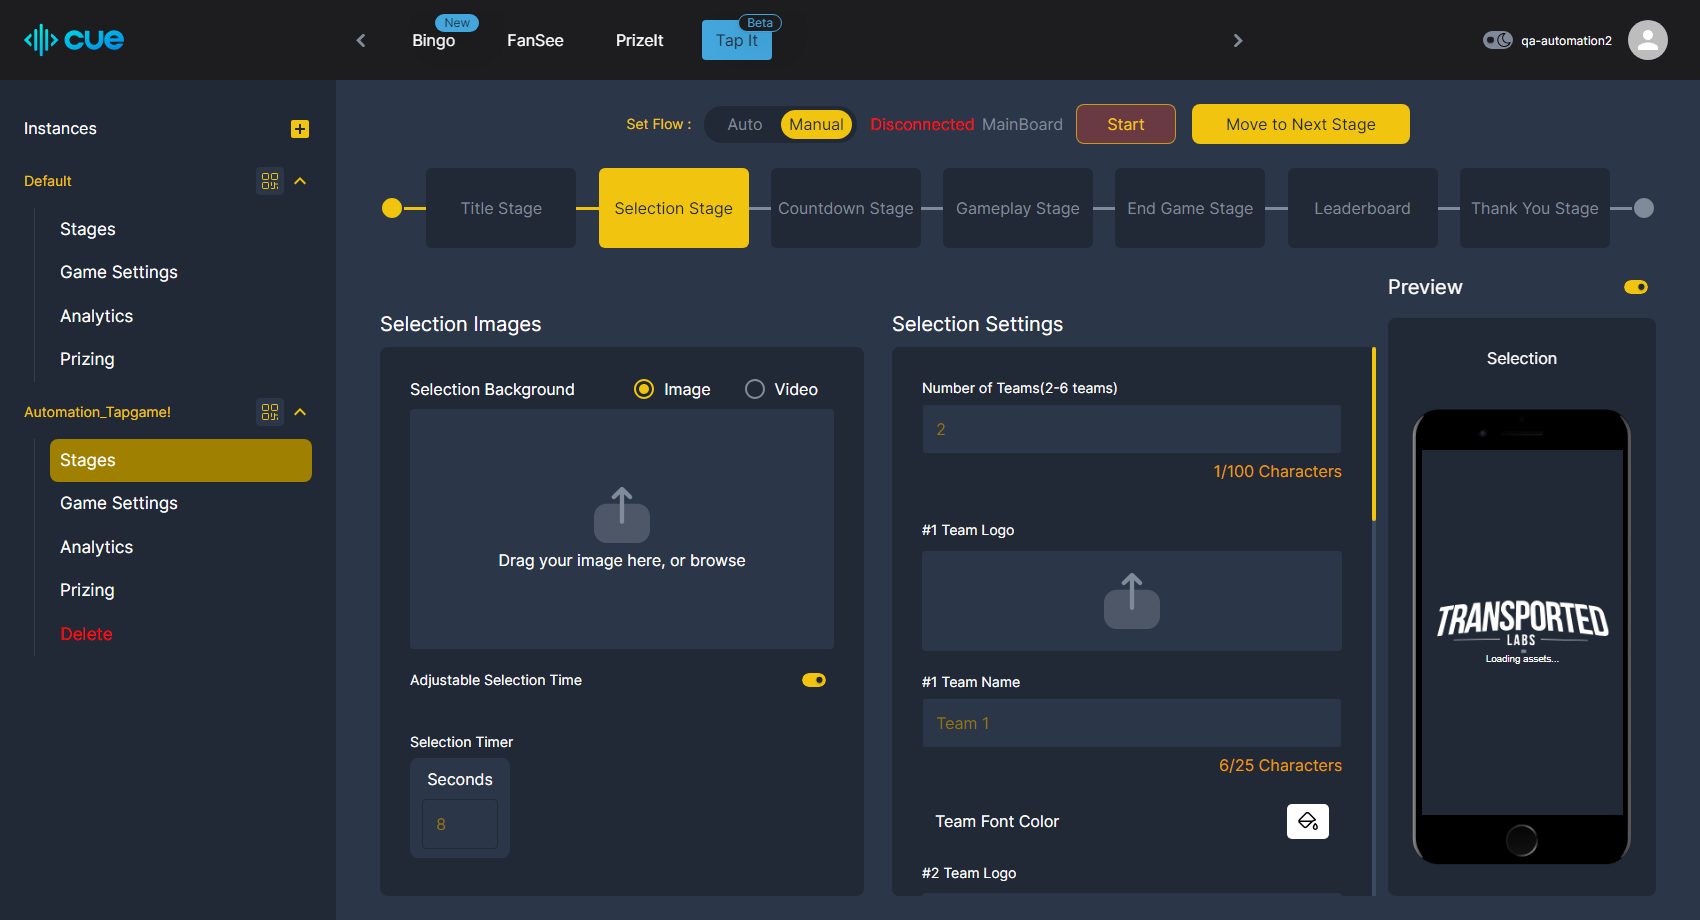 cue
New
Bingo
FanSee
PrizeIt
Beta
Tap It
qa-automation2
Instances
Default
Stages
Game Settings
Analytics
Prizing
Automation_Tapgame!
Stages
Game Settings
Analytics
Prizing
Delete
Set Flow :
Auto
Manual
Disconnected MainBoard
Start
Move to Next Stage
Title Stage
Selection Stage
Countdown Stage
Gameplay Stage
End Game Stage
Leaderboard
Thank You Stage
Selection Images
Selection Background
Image
Video
Drag your image here, or browse
Adjustable Selection Time
Selection Timer
Seconds
8
Selection Settings
Number of Teams(2-6 teams)
2
1/100 Characters
#1 Team Logo
#1 Team Name
Team 1
6/25 Characters
Team Font Color
#2 Team Logo
Preview
Selection
TRANSPORTED
LABS
Loading assets...